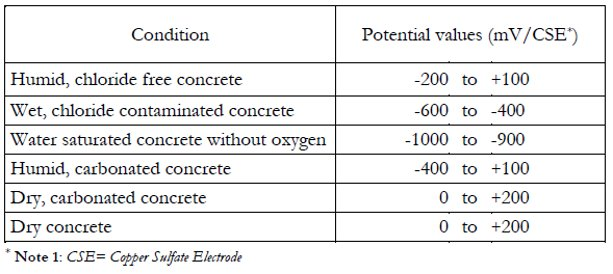 Condition Potential values (mV/CSE*)
Humid, chloride free concrete -200 to +100
Wet, chloride contaminated concrete -600 to -400
Water saturated concrete without oxygen -1000 to -900
Humid, carbonated concrete -400 to +100
Dry, carbonated concrete 0 to +200
Dry concrete 0 to +200
* Note 1: CSE= Copper Sulfate Electrode